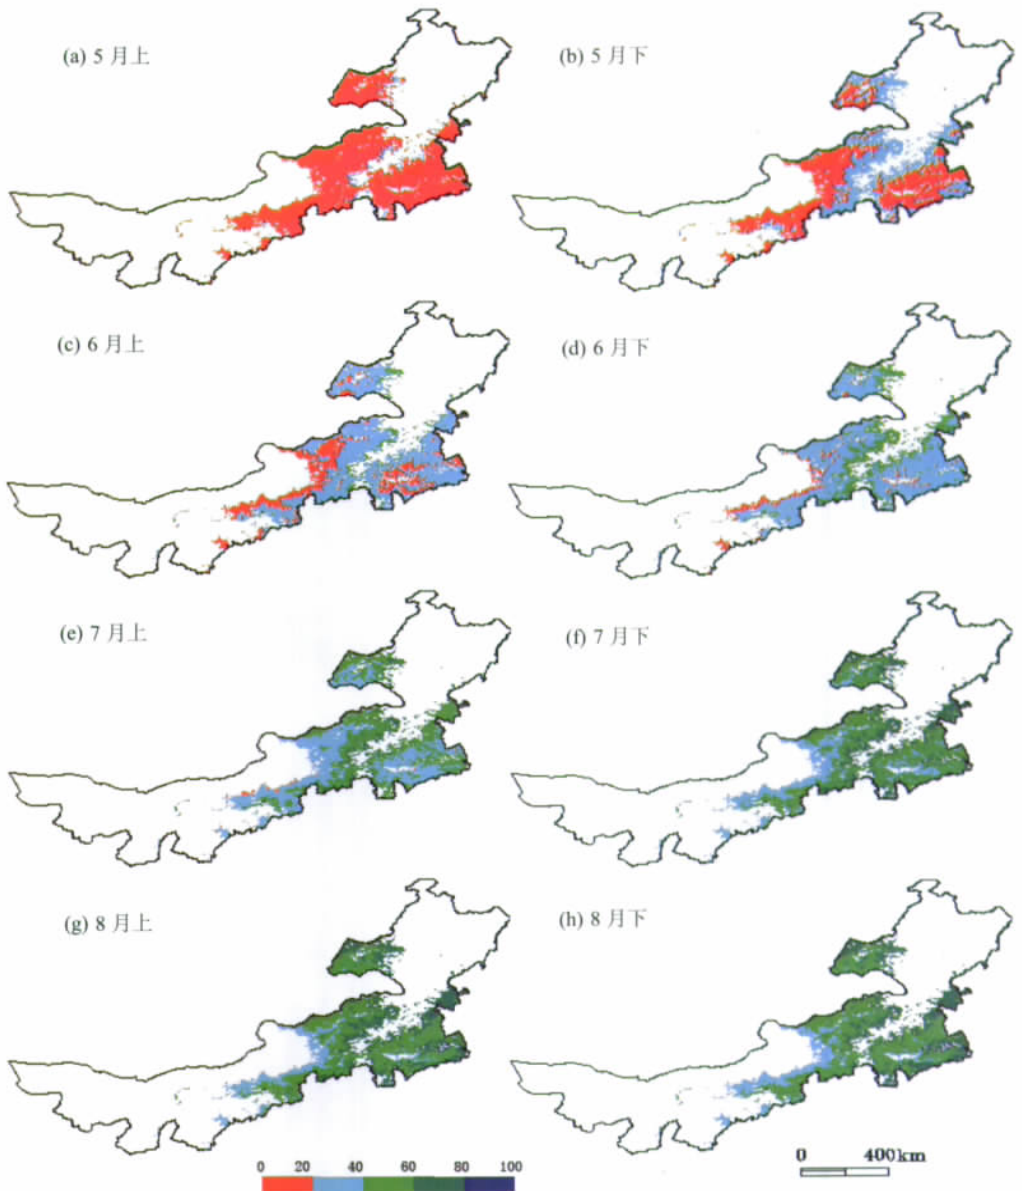 (a) 5 月上
(b) 5 月下
(c) 6 月上
(d) 6 月下
(e) 7 月上
(f) 7 月下
(g) 8 月上
(h) 8 月下
0 20 40 60 80 100
0 400km